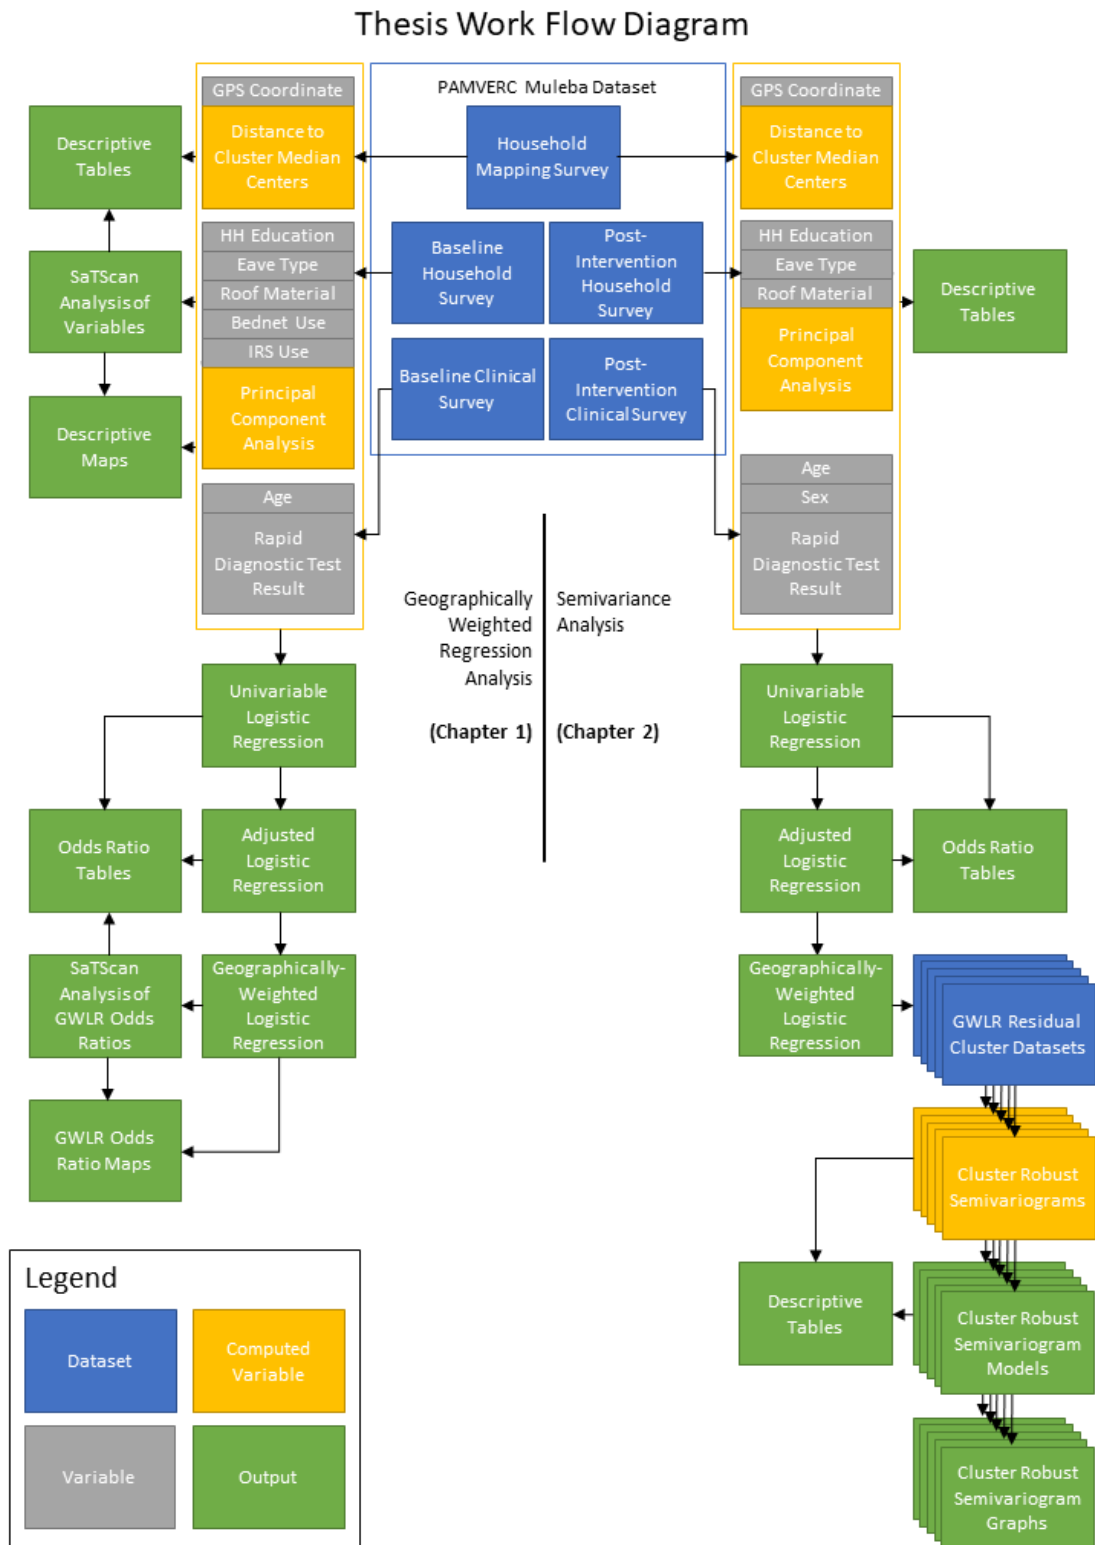 Thesis Work Flow Diagram
GPS Coordinate
Distance to
Cluster Median
Centers
HH Education
Eave Type
Roof Material
Bednet Use
IRS Use
Principal
Component
Analysis
Age
Rapid
Diagnostic Test
Result
Descriptive
Tables
SaTScan
Analysis of
Variables
Descriptive
Maps
PAMVERC Muleba Dataset
Household
Mapping Survey
Baseline
Household
Survey
Post-
Intervention
Household
Survey
Baseline Clinical
Survey
Post-
Intervention
Clinical Survey
GPS Coordinate
Distance to
Cluster Median
Centers
HH Education
Eave Type
Roof Material
Principal
Component
Analysis
Age
Sex
Rapid
Diagnostic Test
Result
Descriptive
Tables
Geographically
Weighted
Regression
Analysis
(Chapter 1)
Semivariance
Analysis
(Chapter 2)
Univariable
Logistic
Regression
Odds Ratio
Tables
Adjusted
Logistic
Regression
SaTScan
Analysis of
GWLR Odds
Ratios
Geographically-
Weighted
Logistic
Regression
GWLR Odds
Ratio Maps
Univariable
Logistic
Regression
Adjusted
Logistic
Regression
Odds Ratio
Tables
Geographically-
Weighted
Logistic
Regression
GWLR Residual
Cluster Datasets
Cluster Robust
Semivariograms
Descriptive
Tables
Cluster Robust
Semivariogram
Models
Cluster Robust
Semivariogram
Graphs
Legend
Dataset
Computed
Variable
Variable
Output